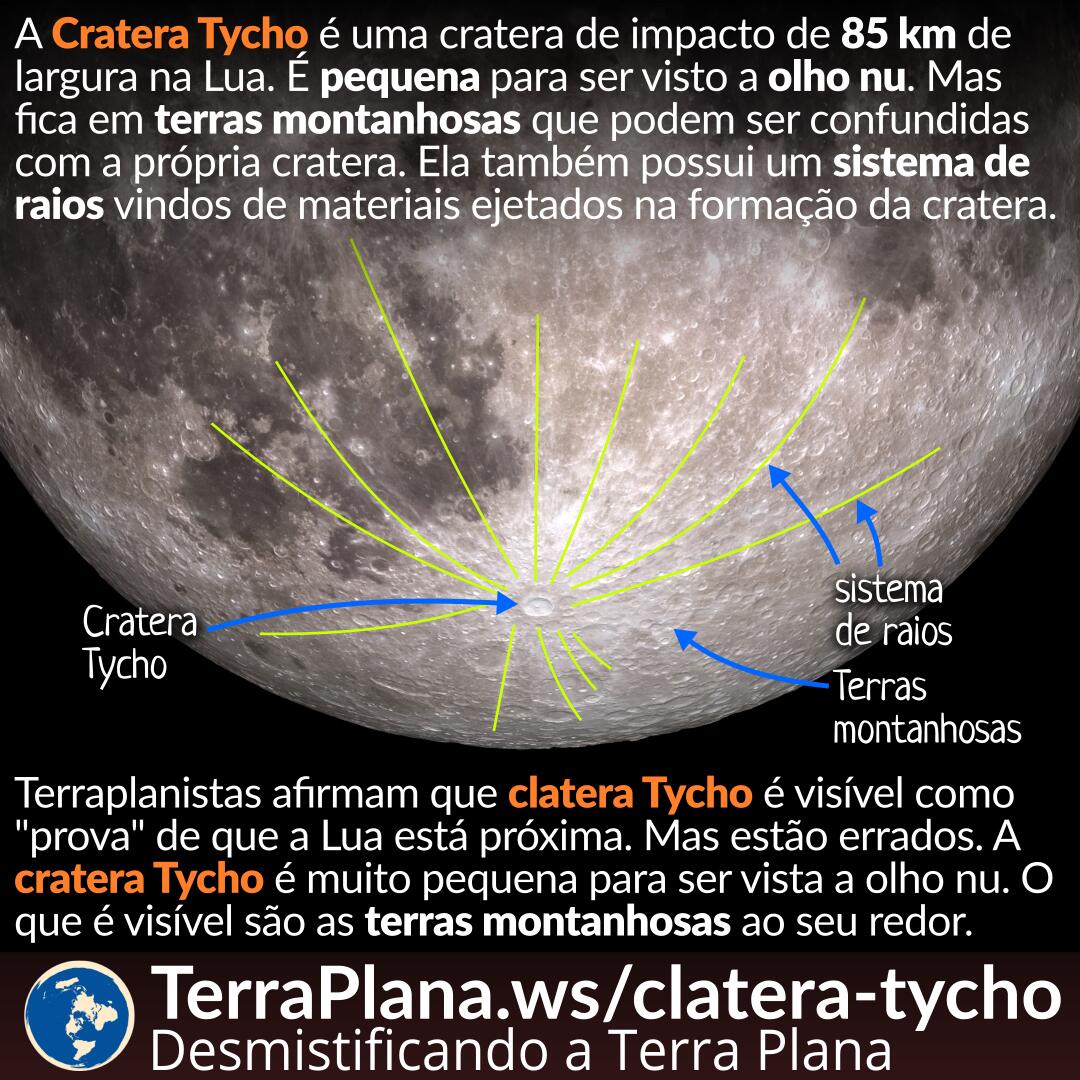 A Cratera Tycho é uma cratera de impacto de 85 km de
largura na Lua. É pequena para ser visto a olho nu. Mas
fica em terras montanhosas que podem ser confundidas
com a própria cratera. Ela também possui um sistema de
raios vindos de materiais ejetados na formação da cratera.
Cratera
Tycho
sistema
de raios
Terras
montanhosas
Terraplanistas afirmam que clatera Tycho é visível como
"prova" de que a Lua está próxima. Mas estão errados. A
cratera Tycho é muito pequena para ser vista a olho nu. O
que é visível são as terras montanhosas ao seu redor.
TerraPlana.ws/clatera-tycho
Desmistificando a Terra Plana